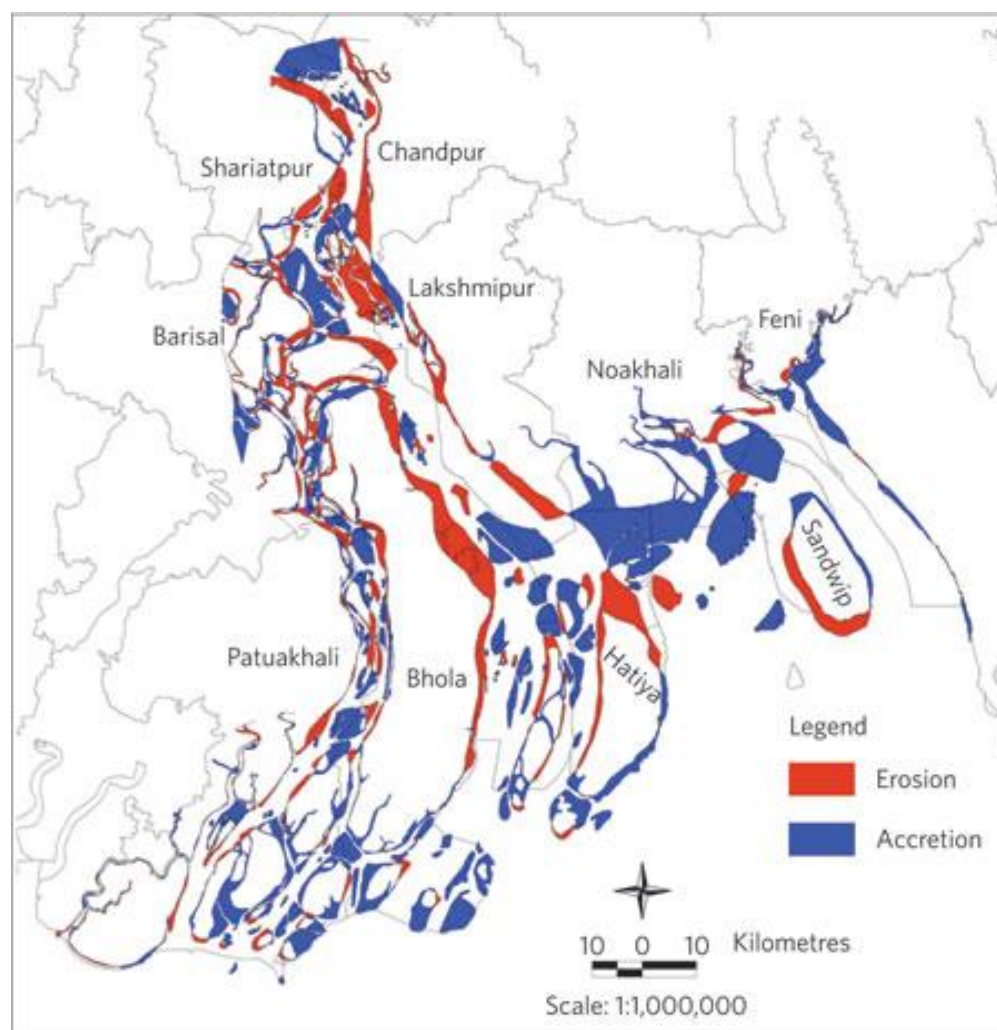 Shariatpur
Chandpur
Lakshmipur
Barisal
Feni
Noakhali
Sandwip
Patuakhali
Bhola
Hatiya
Legend
Erosion
Accretion
10 0 10 Kilometres
Scale: 1:1,000,000